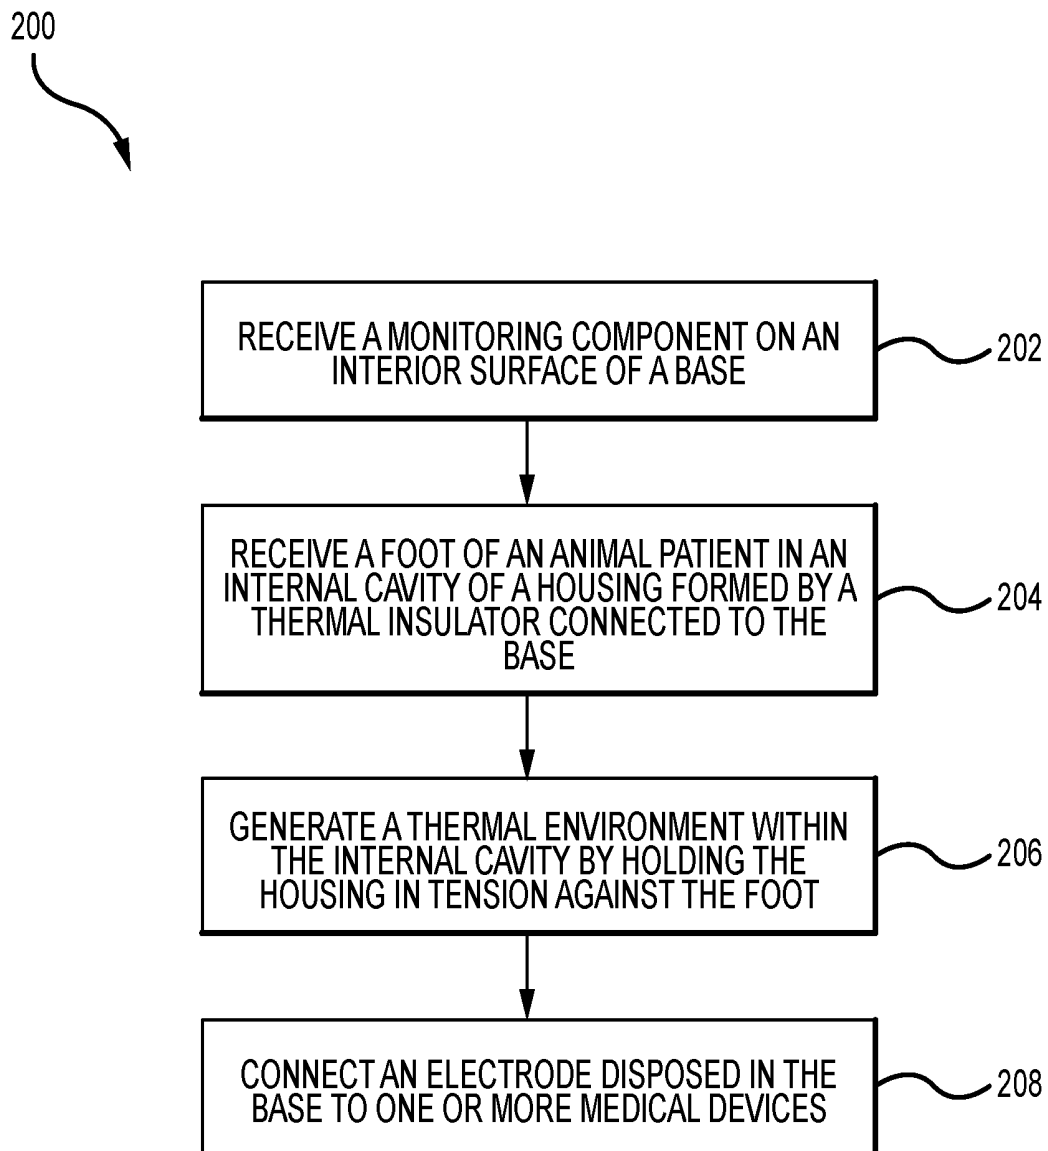 200
RECEIVE A MONITORING COMPONENT ON AN
INTERIOR SURFACE OF A BASE
202
RECEIVE A FOOT OF AN ANIMAL PATIENT IN AN
INTERNAL CAVITY OF A HOUSING FORMED BY A
THERMAL INSULATOR CONNECTED TO THE
BASE
204
GENERATE A THERMAL ENVIRONMENT WITHIN
THE INTERNAL CAVITY BY HOLDING THE
HOUSING IN TENSION AGAINST THE FOOT
206
CONNECT AN ELECTRODE DISPOSED IN THE
BASE TO ONE OR MORE MEDICAL DEVICES
208